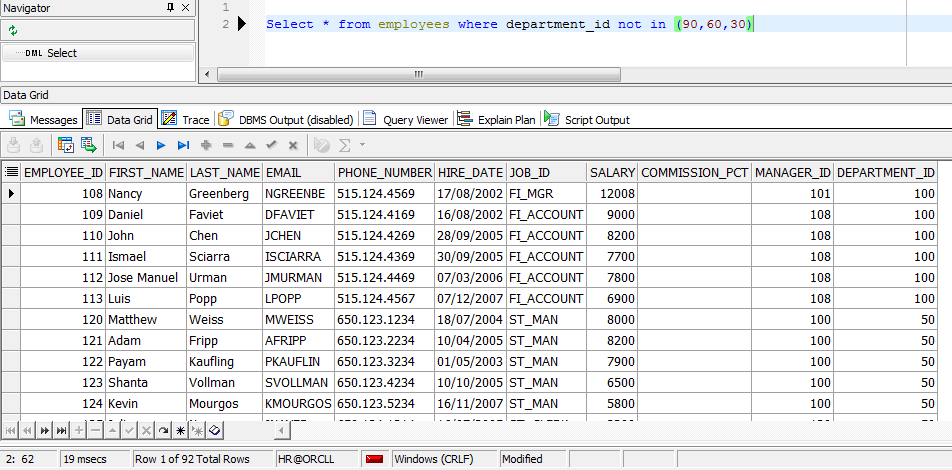 Navigator
1
2 Select * from employees where department_id not in (90,60,30)
DML Select
Data Grid
Messages Data Grid Trace DBMS Output (disabled) Query Viewer Explain Plan Script Output
EMPLOYEE_ID FIRST_NAME LAST_NAME EMAIL PHONE_NUMBER HIRE_DATE JOB_ID SALARY COMMISSION_PCT MANAGER_ID DEPARTMENT_ID
108 Nancy Greenberg NGREENBE 515.124.4569 17/08/2002 FI_MGR 12008 101 100
109 Daniel Faviet DFAVIET 515.124.4169 16/08/2002 FI_ACCOUNT 9000 108 100
110 John Chen JCHEN 515.124.4269 28/09/2005 FI_ACCOUNT 8200 108 100
111 Ismael Sciarra ISCIARRA 515.124.4369 30/09/2005 FI_ACCOUNT 7700 108 100
112 Jose Manuel Urman JMURMAN 515.124.4469 07/03/2006 FI_ACCOUNT 7800 108 100
113 Luis Popp LPOPP 515.124.4567 07/12/2007 FI_ACCOUNT 6900 108 100
120 Matthew Weiss MWEISS 650.123.1234 18/07/2004 ST_MAN 8000 100 50
121 Adam Fripp AFRIPP 650.123.2234 10/04/2005 ST_MAN 8200 100 50
122 Payam Kaufling PKAUFLIN 650.123.3234 01/05/2003 ST_MAN 7900 100 50
123 Shanta Vollman SVOLLMAN 650.123.4234 10/10/2005 ST_MAN 6500 100 50
124 Kevin Mourgos KMOURGOS 650.123.5234 16/11/2007 ST_MAN 5800 100 50
2: 62 19 msecs Row 1 of 92 Total Rows HR@ORCLL Windows (CRLF) Modified